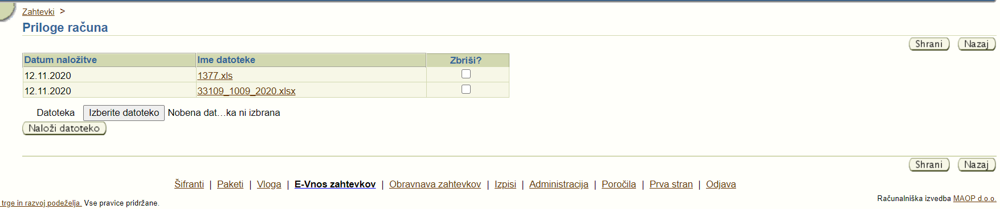 Zahtevki >
Priloge računa
Shrani Nazaj
Datum naložitve Ime datoteke Zbriši?
12.11.2020 1377.xls
12.11.2020 33109_1009_2020.xlsx
Datoteka Izberite datoteko Nobena dat…ka ni izbrana
Naloži datoteko
Shrani Nazaj
Šifranti | Paketi | Vloga | E-Vnos zahtevkov | Obravnava zahtevkov | Izpisi | Administracija | Poročila | Prva stran | Odjava
trge in razvoj podeželja. Vse pravice pridržane.
Računalniška izvedba MAOP d.o.o.